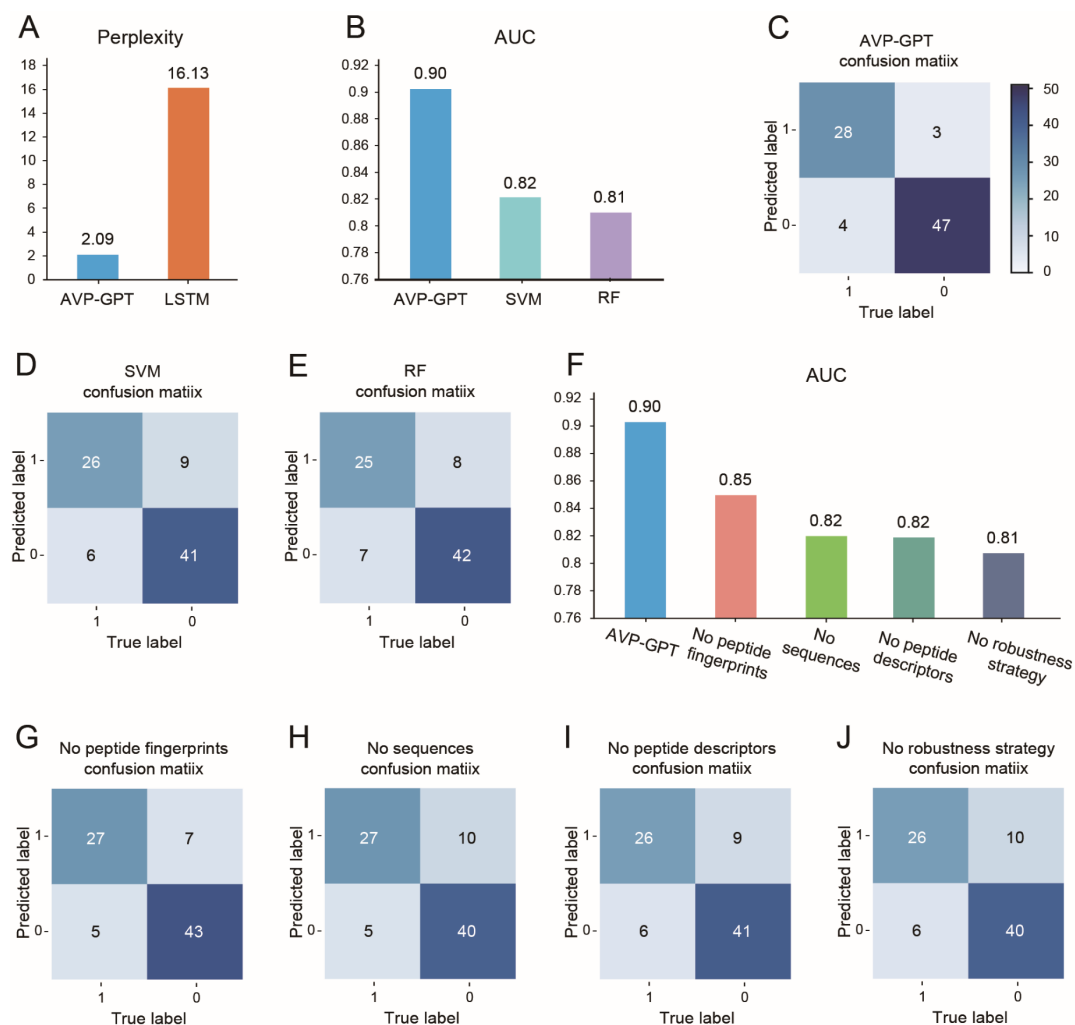 A
Perplexity
18
16
14
12
10
8
6
4
2
0
2.09
16.13
AVP-GPT
LSTM
B
AUC
0.92
0.9
0.88
0.86
0.84
0.82
0.8
0.78
0.76
0.90
0.82
0.81
AVP-GPT
SVM
RF
C
AVP-GPT
confusion matiix
Predicted label
1
0
28
3
4
47
1
0
True label
50
40
30
20
10
0
D
SVM
confusion matiix
Predicted label
1
0
26
9
6
41
1
0
True label
E
RF
confusion matiix
Predicted label
1
0
25
8
7
42
1
0
True label
F
AUC
0.92
0.9
0.88
0.86
0.84
0.82
0.8
0.78
0.76
0.90
0.85
0.82
0.82
0.81
AVP-GPT
No peptide
fingerprints
No
sequences
No peptide
descriptors
No robustness
strategy
G
No peptide fingerprints
confusion matiix
Predicted label
1
0
27
7
5
43
1
0
True label
H
No sequences
confusion matiix
Predicted label
1
0
27
10
5
40
1
0
True label
I
No peptide descriptors
confusion matiix
Predicted label
1
0
26
9
6
41
1
0
True label
J
No robustness strategy
confusion matiix
Predicted label
1
0
26
10
6
40
1
0
True label